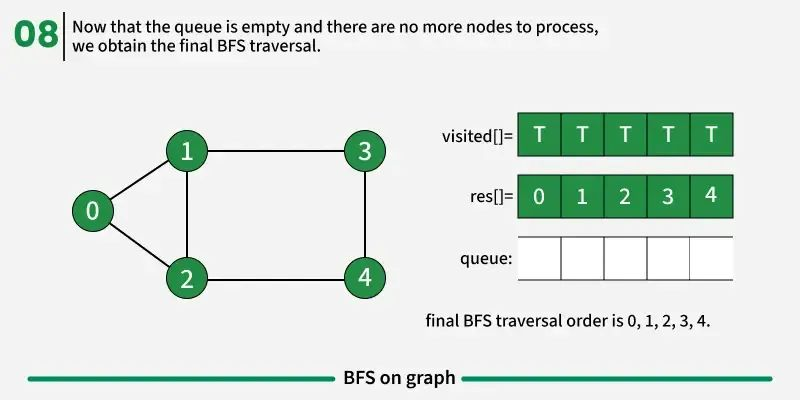 08
Now that the queue is empty and there are no more nodes to process,
we obtain the final BFS traversal.
1
3
0
2
4
visited[]= T T T T T
res[]= 0 1 2 3 4
queue:
final BFS traversal order is 0, 1, 2, 3, 4.
BFS on graph